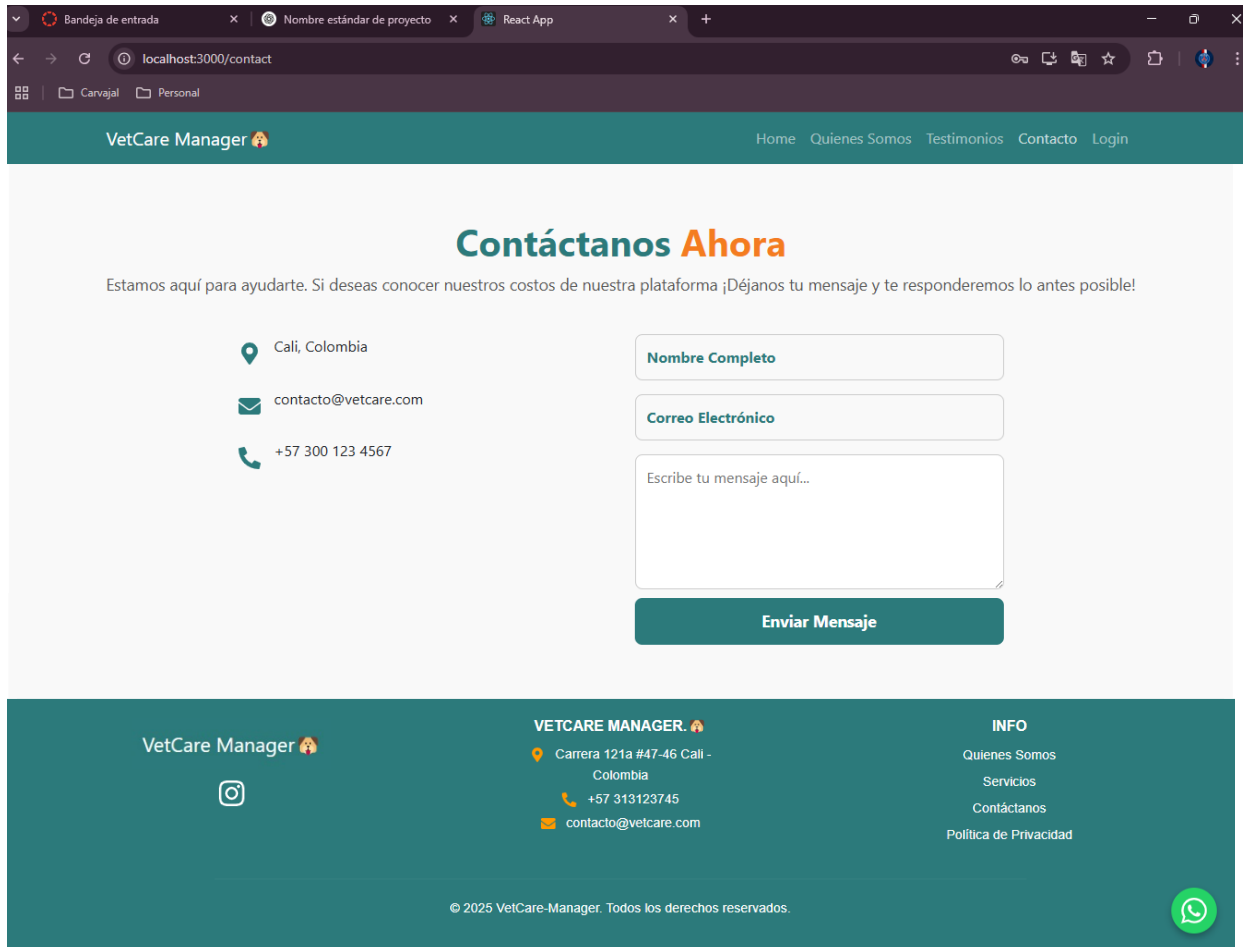 Bandeja de entrada
Nombre estándar de proyecto
React App
localhost:3000/contact
Carvajal
Personal
VetCare Manager
Home Quienes Somos Testimonios Contacto Login
Contáctanos Ahora
Estamos aquí para ayudarte. Si deseas conocer nuestros costos de nuestra plataforma ¡Déjanos tu mensaje y te responderemos lo antes posible!
Cali, Colombia
contacto@vetcare.com
+57 300 123 4567
Nombre Completo
Correo Electrónico
Escribe tu mensaje aquí...
Enviar Mensaje
VetCare Manager
VETCARE MANAGER.
Carrera 121a #47-46 Cali -
Colombia
+57 313123745
contacto@vetcare.com
INFO
Quienes Somos
Servicios
Contáctanos
Política de Privacidad
© 2025 VetCare-Manager. Todos los derechos reservados.